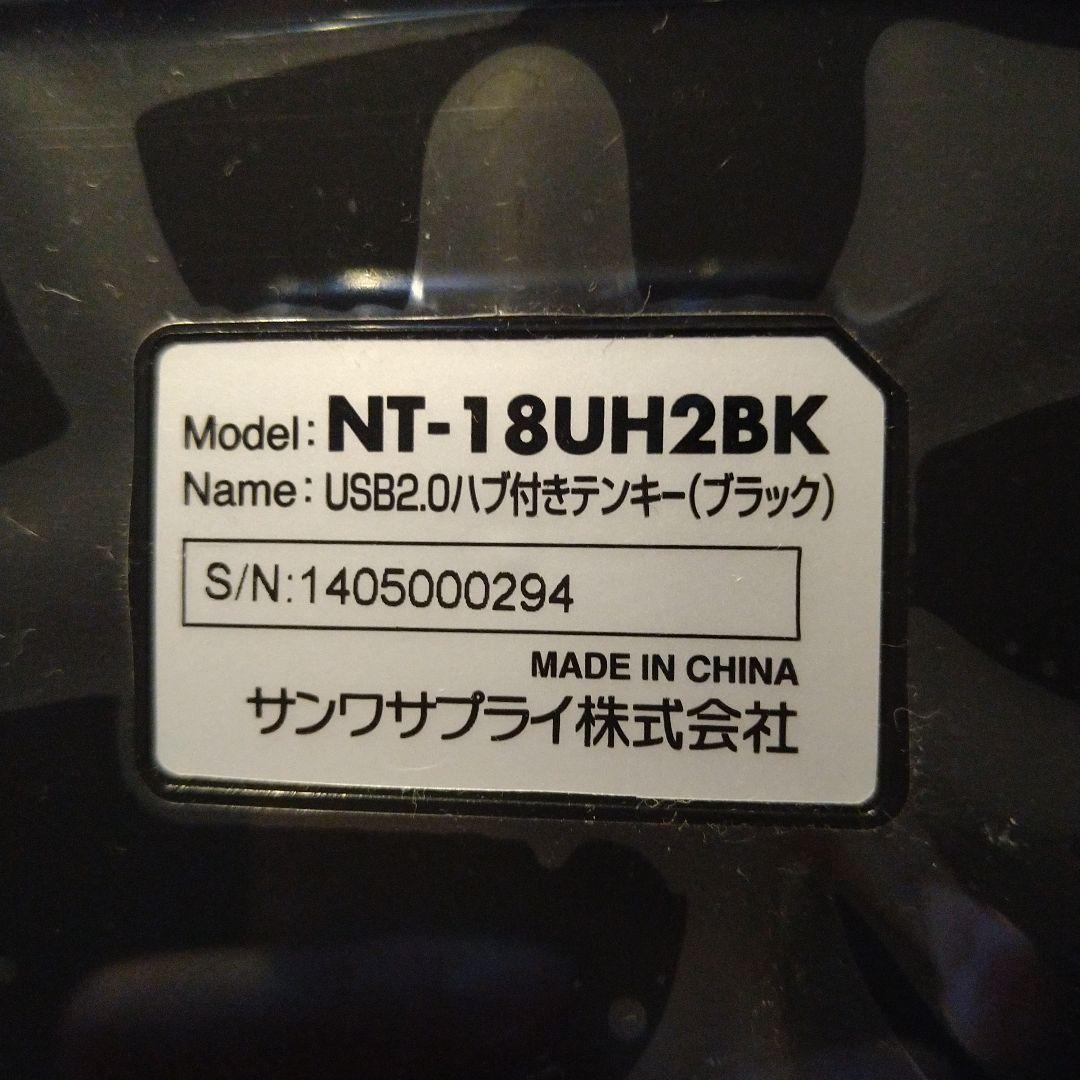 Model: NT-18UH2BK
Name: USB2.0ハブ付きテンキー(ブラック)
S/N:1405000294
MADE IN CHINA
サンワサプライ株式会社